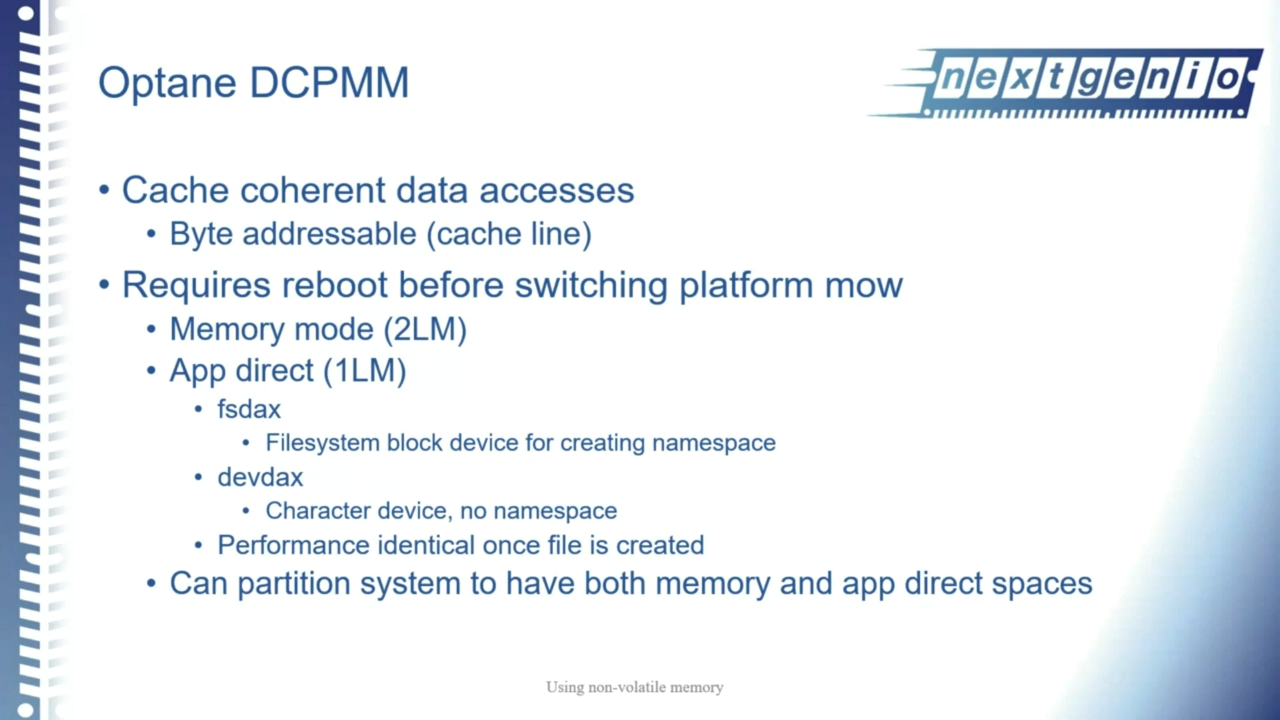 Optane DCPMM
nextgenio
• Cache coherent data accesses
• Byte addressable (cache line)
• Requires reboot before switching platform mow
• Memory mode (2LM)
• App direct (1LM)
• fsdax
• Filesystem block device for creating namespace
• devdax
• Character device, no namespace
• Performance identical once file is created
• Can partition system to have both memory and app direct spaces
Using non-volatile memory